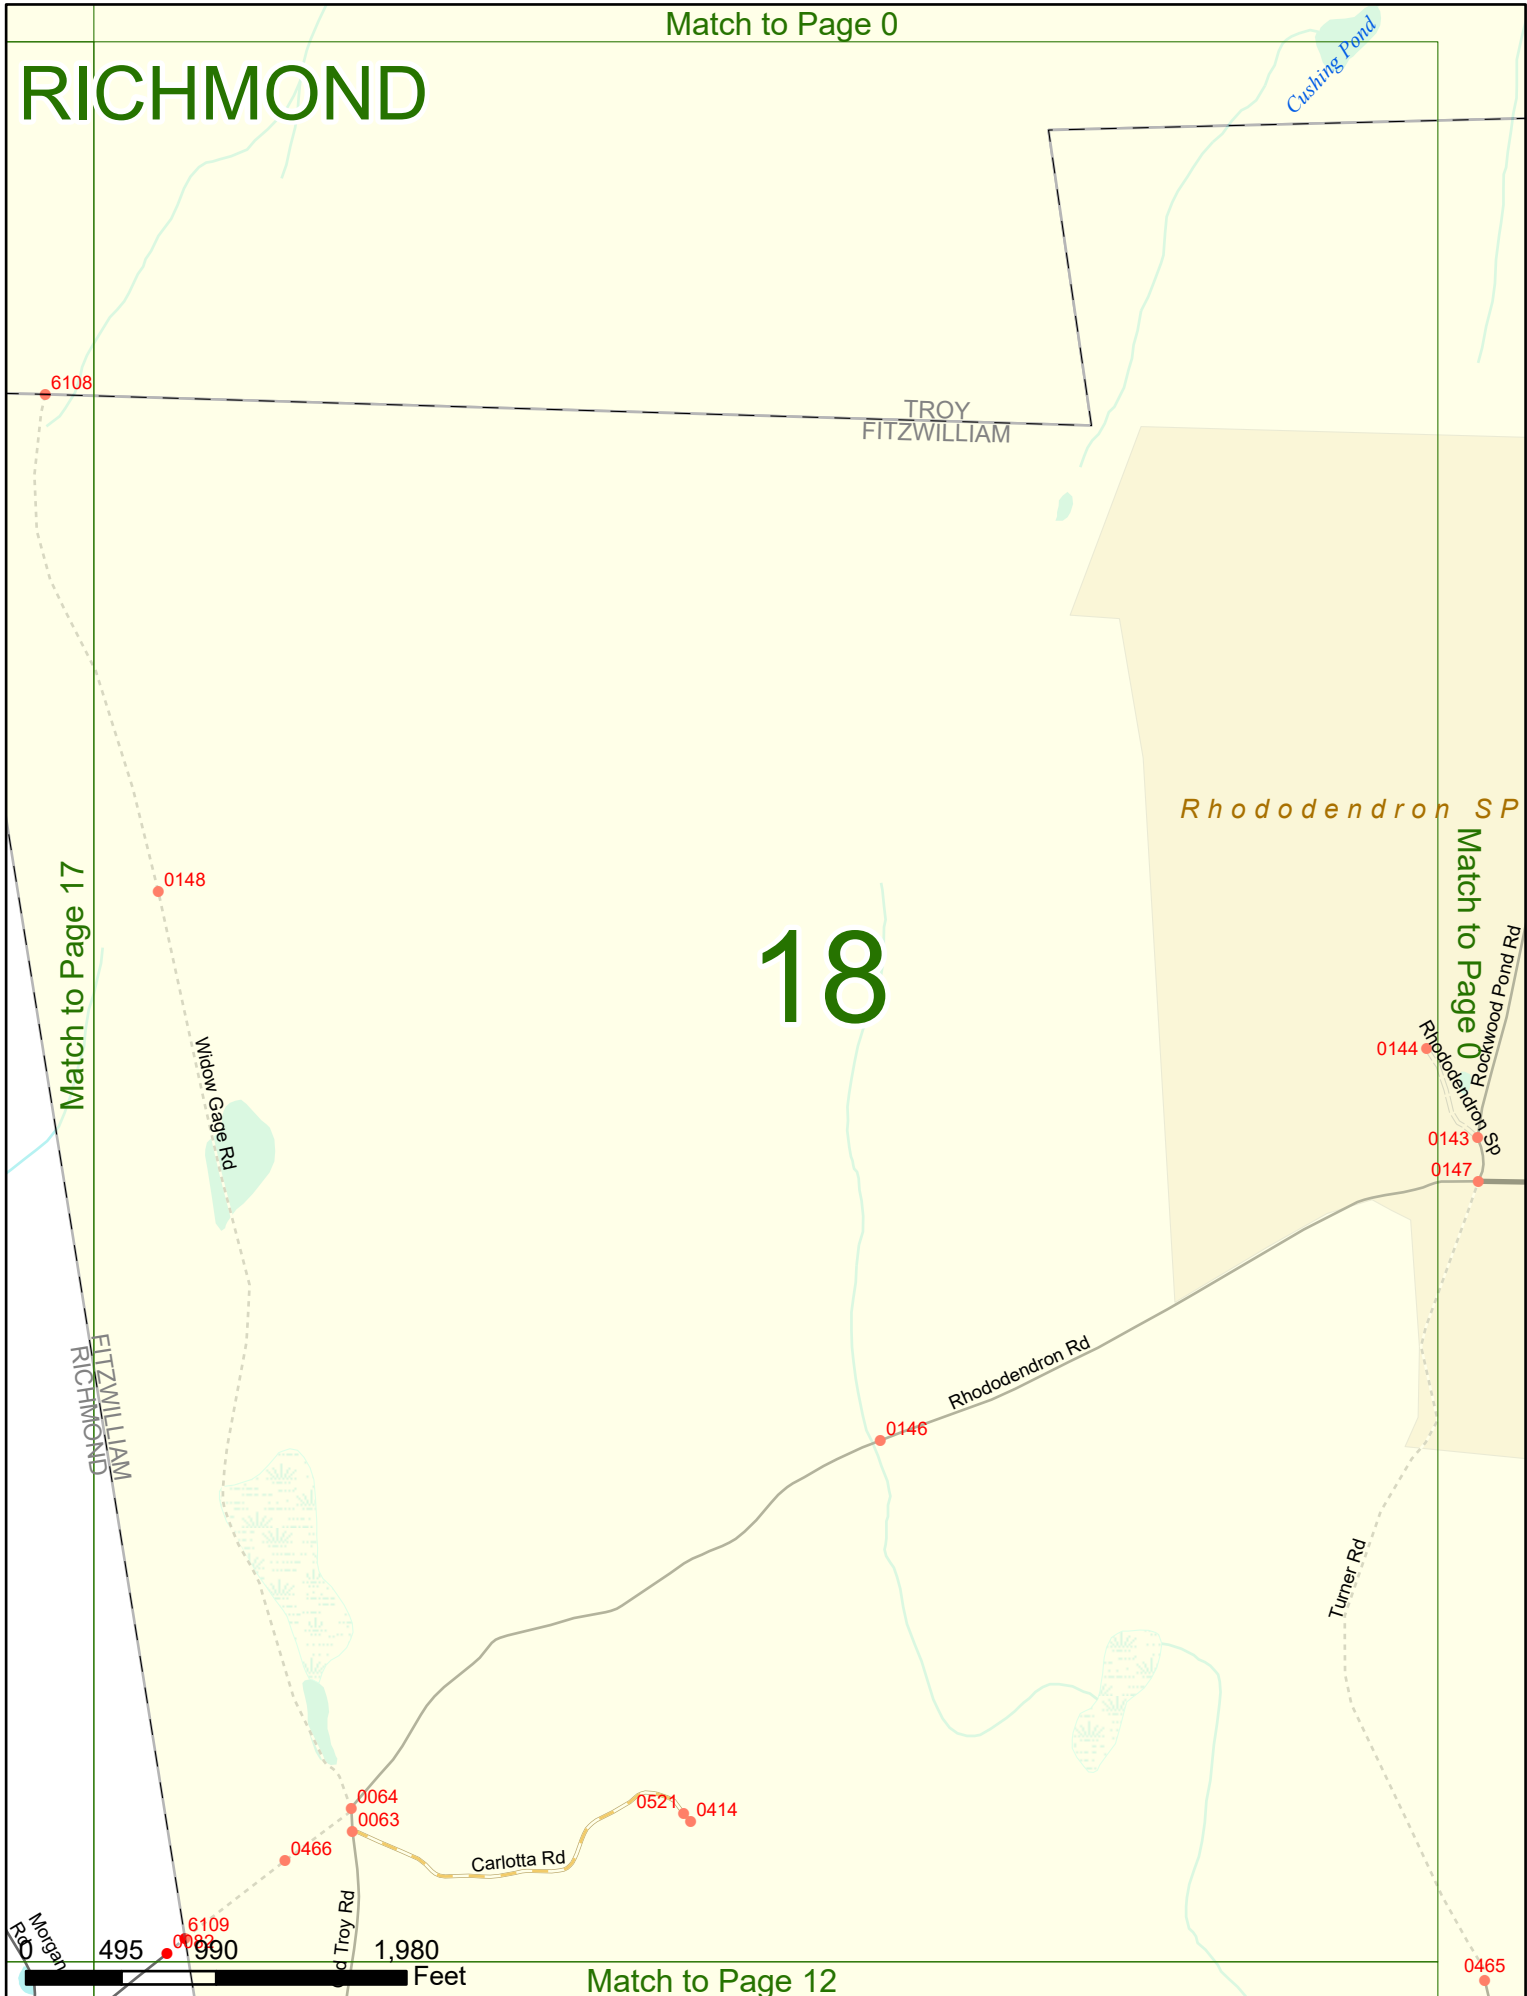 Match to Page 0
RICHMOND
Cushing Pond
6108
TROY
FITZWILLIAM
Rhododendron SP
Match to Page 17
0148
18
Match to Page 0
Rockwood Pond Rd
Widow Gage Rd
0144
Rhododendron Sp
0143
0147
FITZWILLIAM
RICHMOND
Rhododendron Rd
0146
Turner Rd
0064
0063
0521
0414
0466
Carlotta Rd
6109
0082
Morgan
Rd
Troy Rd
0 495 990 1,980
Feet
Match to Page 12
0465